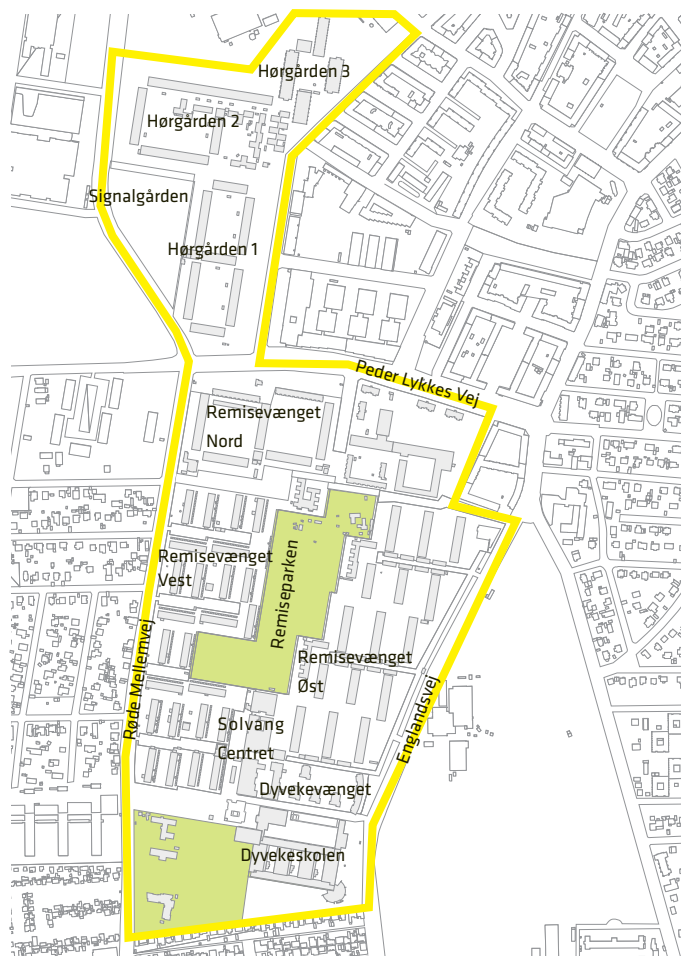 Hørgården 3
Hørgården 2
Signalgården
Hørgården 1
Peder Lykkes Vej
Remisevænget
Nord
Remisevænget
Vest
Remiseparken
Remisevænget
Øst
Røde Mellemvej
Englandsvej
Solvang
Centret
Dyvekevænget
Dyvekeskolen